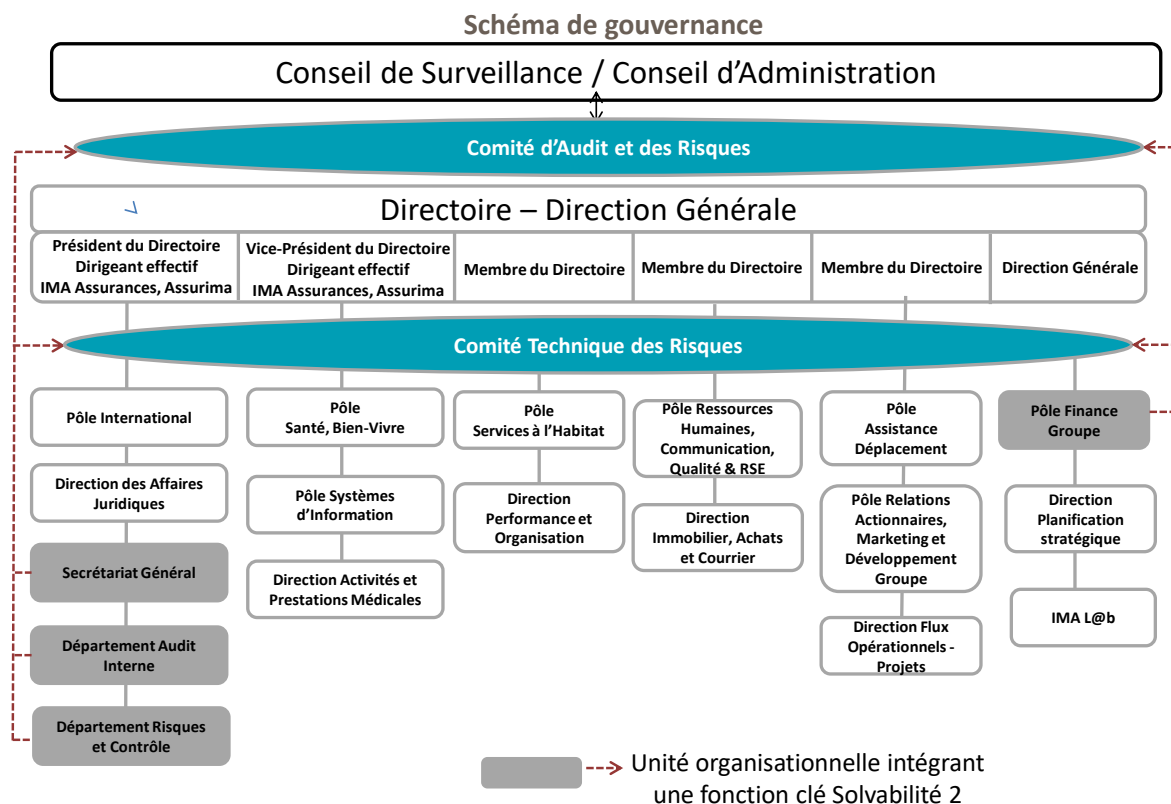 Schéma de gouvernance
Conseil de Surveillance / Conseil d'Administration
Comité d'Audit et des Risques
Directoire – Direction Générale
Président du Directoire
Dirigeant effectif
IMA Assurances, Assurima
Vice-Président du Directoire
Dirigeant effectif
IMA Assurances, Assurima
Membre du Directoire
Membre du Directoire
Membre du Directoire
Direction Générale
Comité Technique des Risques
Pôle International
Direction des Affaires
Juridiques
Secrétariat Général
Département Audit
Interne
Département Risques
et Contrôle
Pôle
Santé, Bien-Vivre
Pôle Systèmes
d'Information
Direction Activités et
Prestations Médicales
Pôle
Services à l'Habitat
Direction
Performance et
Organisation
Pôle Ressources
Humaines,
Communication,
Qualité & RSE
Direction
Immobilier, Achats
et Courrier
Pôle
Assistance
Déplacement
Pôle Relations
Actionnaires,
Marketing et
Développement
Groupe
Direction Flux
Opérationnels -
Projets
Pôle Finance
Groupe
Direction
Planification
stratégique
IMA L@b
Unité organisationnelle intégrant
une fonction clé Solvabilité 2